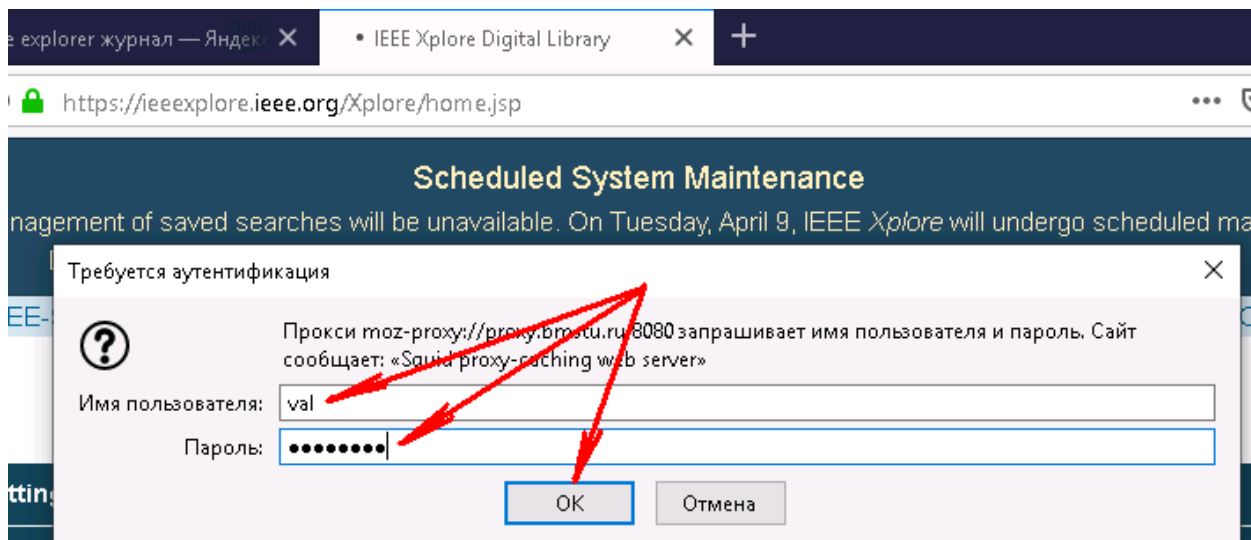 explorer журнал — Яндекс
• IEEE Xplore Digital Library
https://ieeexplore.ieee.org/Xplore/home.jsp
Scheduled System Maintenance
nagement of saved searches will be unavailable. On Tuesday, April 9, IEEE Xplore will undergo scheduled ma
Требуется аутентификация
EE-
Прокси moz-proxy://proxy.bmstu.ru:8080 запрашивает имя пользователя и пароль. Сайт
сообщает: «Squid proxy-caching web server»
Имя пользователя: val
Пароль: ••••••••
tting
OK Отмена